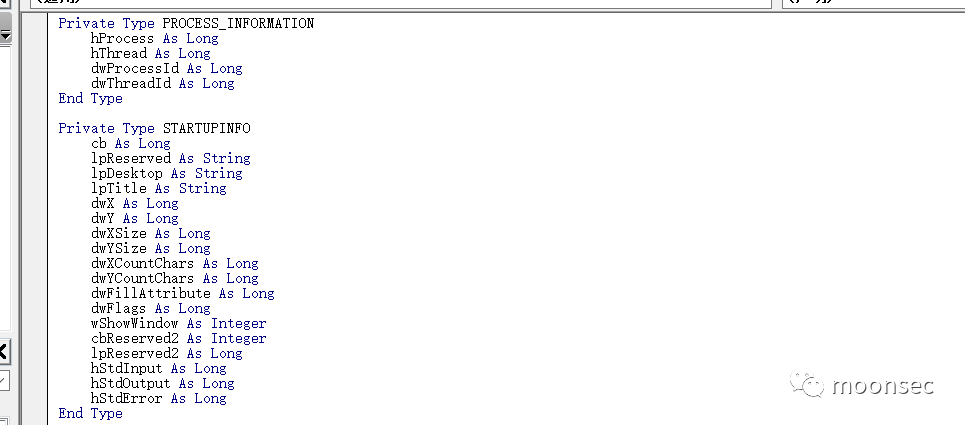 Private Type PROCESS_INFORMATION
    hProcess As Long
    hThread As Long
    dwProcessId As Long
    dwThreadId As Long
End Type

Private Type STARTUPINFO
    cb As Long
    lpReserved As String
    lpDesktop As String
    lpTitle As String
    dwX As Long
    dwY As Long
    dwXSize As Long
    dwYSize As Long
    dwXCountChars As Long
    dwYCountChars As Long
    dwFillAttribute As Long
    dwFlags As Long
    wShowWindow As Integer
    cbReserved2 As Integer
    lpReserved2 As Long
    hStdInput As Long
    hStdOutput As Long
    hStdError As Long
End Type
moonsec